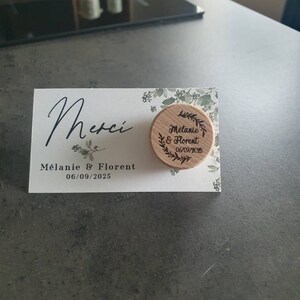 Merci
Mélanie & Florent
06/09/2025
Mélanie
& Florent
06/09/2025